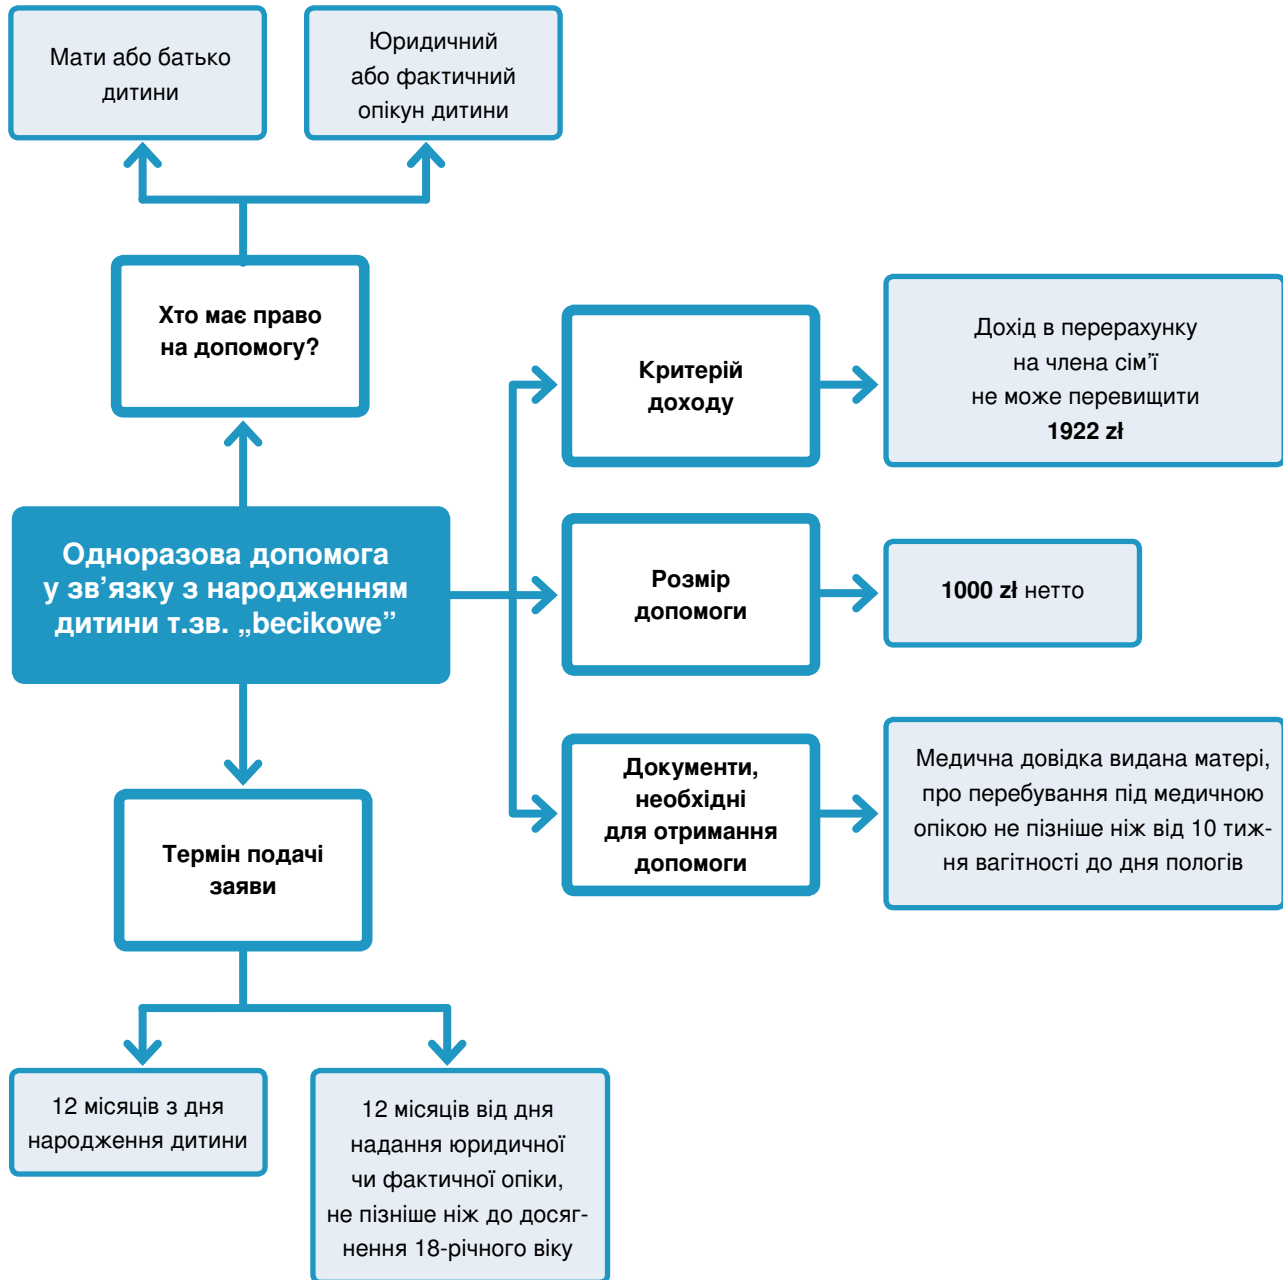 Мати або батько
дитини
Юридичний
або фактичний
опікун дитини
Хто має право
на допомогу?
Критерій
доходу
Дохід в перерахунку
на члена сім’ї
не може перевищити
1922 zł
Одноразова допомога
у зв’язку з народженням
дитини т.зв. „becikowe”
Розмір
допомоги
1000 zł нетто
Документи,
необхідні
для отримання
допомоги
Медична довідка видана матері,
про перебування під медичною
опікою не пізніше ніж від 10 тиж-
ня вагітності до дня пологів
Термін подачі
заяви
12 місяців з дня
народження дитини
12 місяців від дня
надання юридичної
чи фактичної опіки,
не пізніше ніж до досяг-
нення 18-річного віку